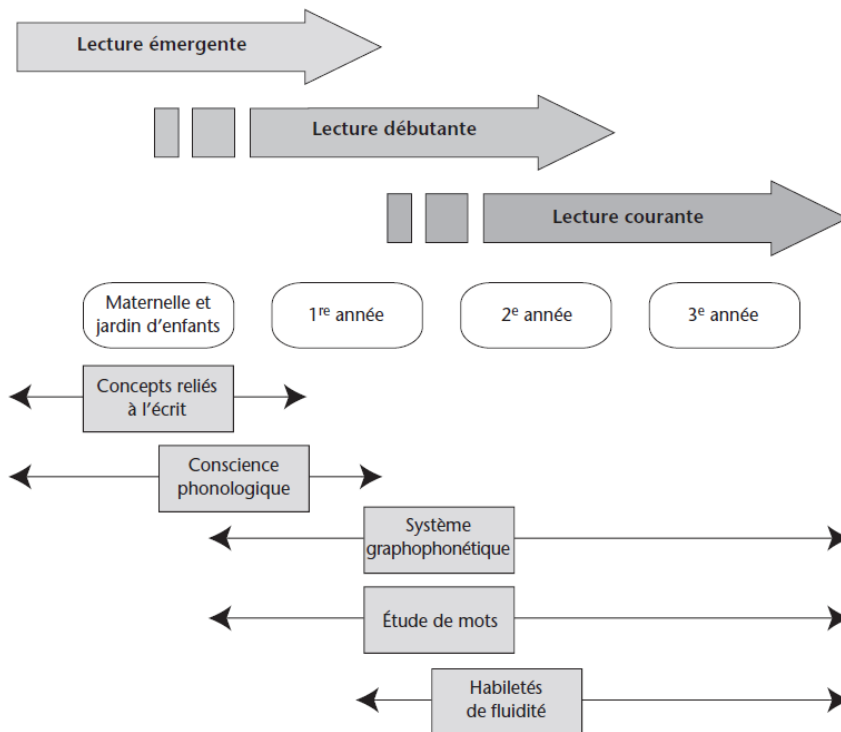 Lecture émergente
Lecture débutante
Lecture courante
Maternelle et
jardin d'enfants
1re année
2e année
3e année
Concepts reliés
à l'écrit
Conscience
phonologique
Système
graphophonétique
Étude de mots
Habiletés
de fluidité